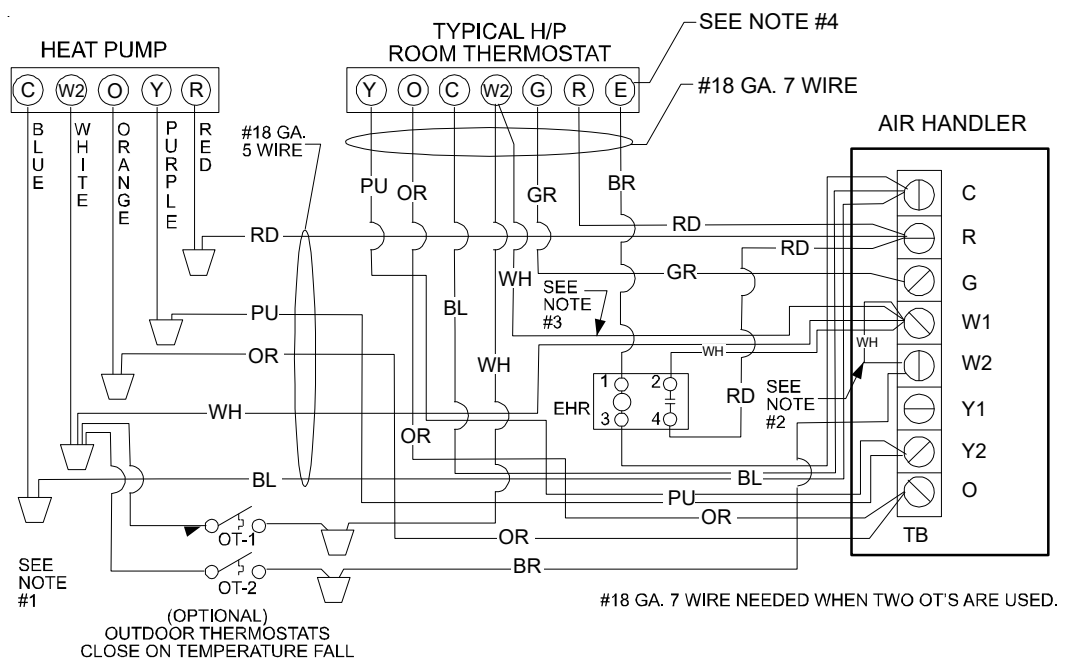 TYPICAL H/P
ROOM THERMOSTAT
SEE NOTE #4
HEAT PUMP
C W2 O Y R
Y O C W2 G R E
#18 GA. 7 WIRE
BLUE
WHITE
ORANGE
PURPLE
RED
#18 GA.
5 WIRE
AIR HANDLER
PU
OR
GR
BR
C
RD
RD
R
RD
WH
GR
G
SEE
NOTE
#3
BL
PU
W1
WH
WH
OR
WH
W2
1 2
EHR
3 4
RD
SEE
NOTE
#2
Y1
WH
OR
Y2
BL
BL
PU
O
OR
OT-1
OR
TB
SEE
NOTE
#1
OT-2
BR
(OPTIONAL)
OUTDOOR THERMOSTATS
CLOSE ON TEMPERATURE FALL
#18 GA. 7 WIRE NEEDED WHEN TWO OT'S ARE USED.